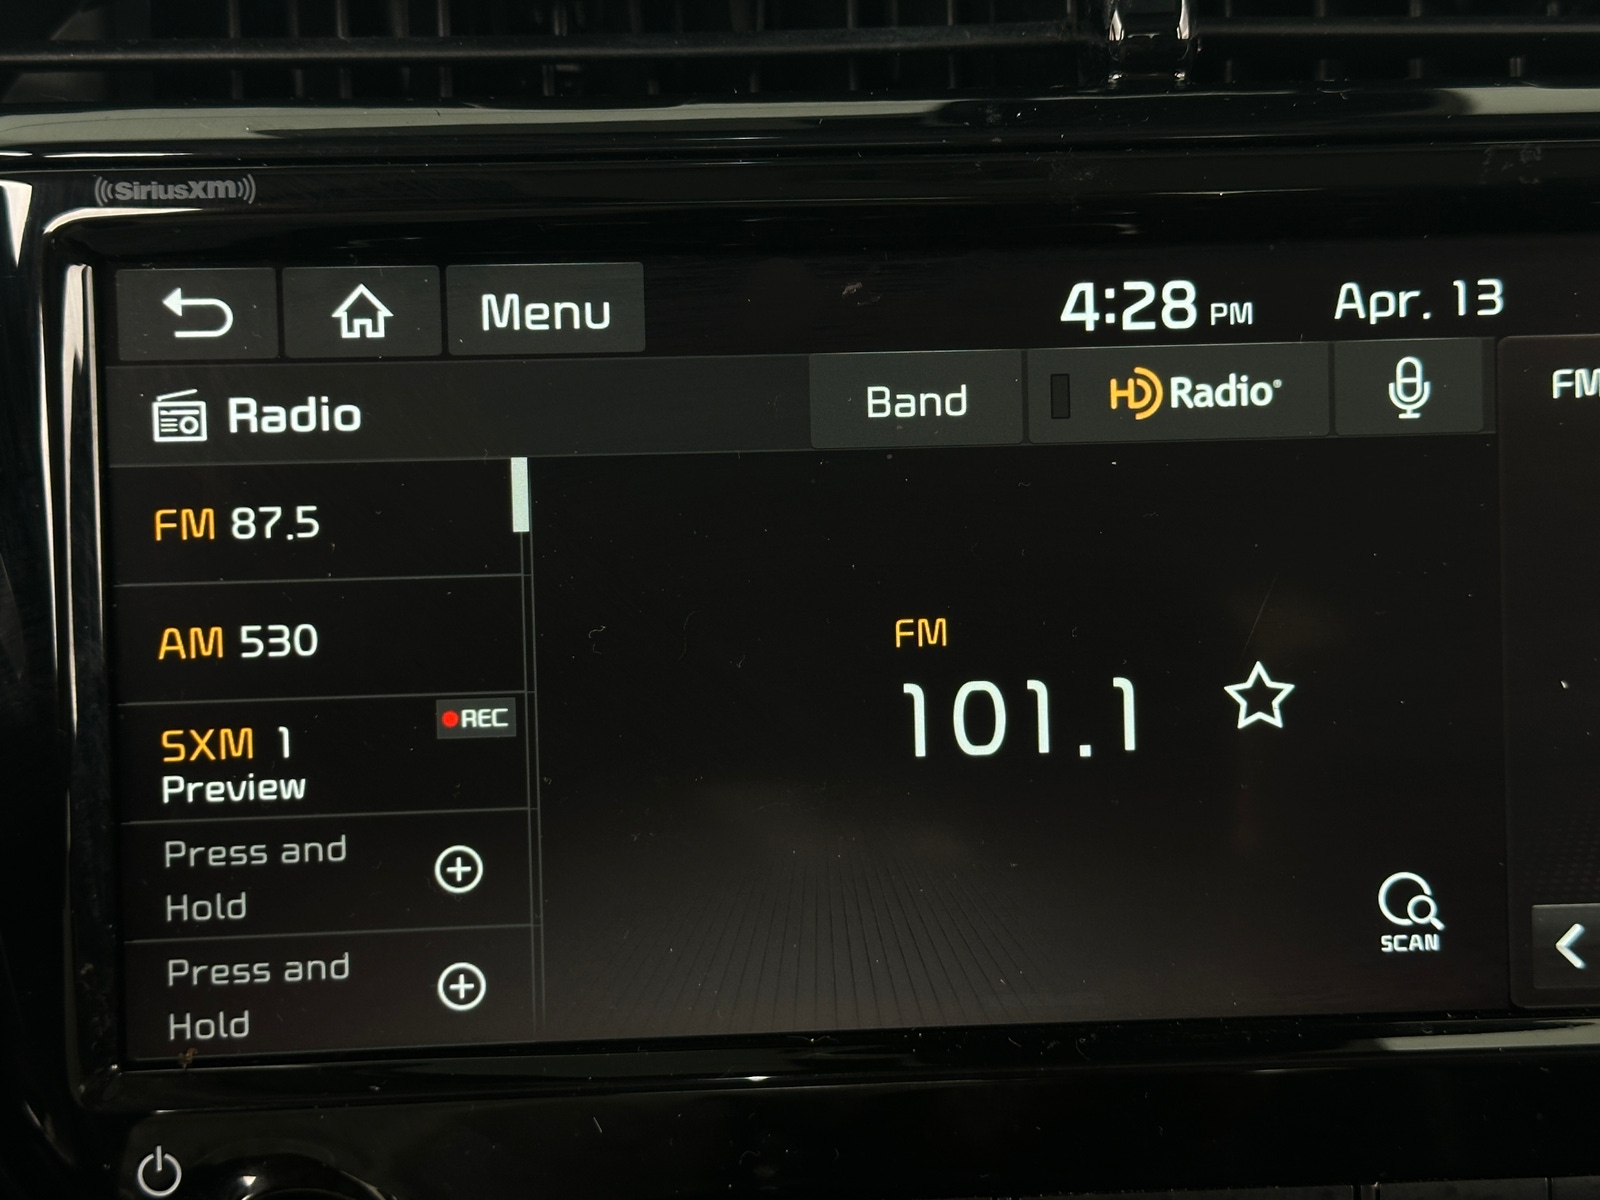 SiriusXM
Menu
4:28 PM
Apr. 13
Radio
Band
HD Radio®
FM
FM 87.5
AM 530
SXM 1
REC
Preview
Press and
Hold
Press and
Hold
FM
101.1
SCAN